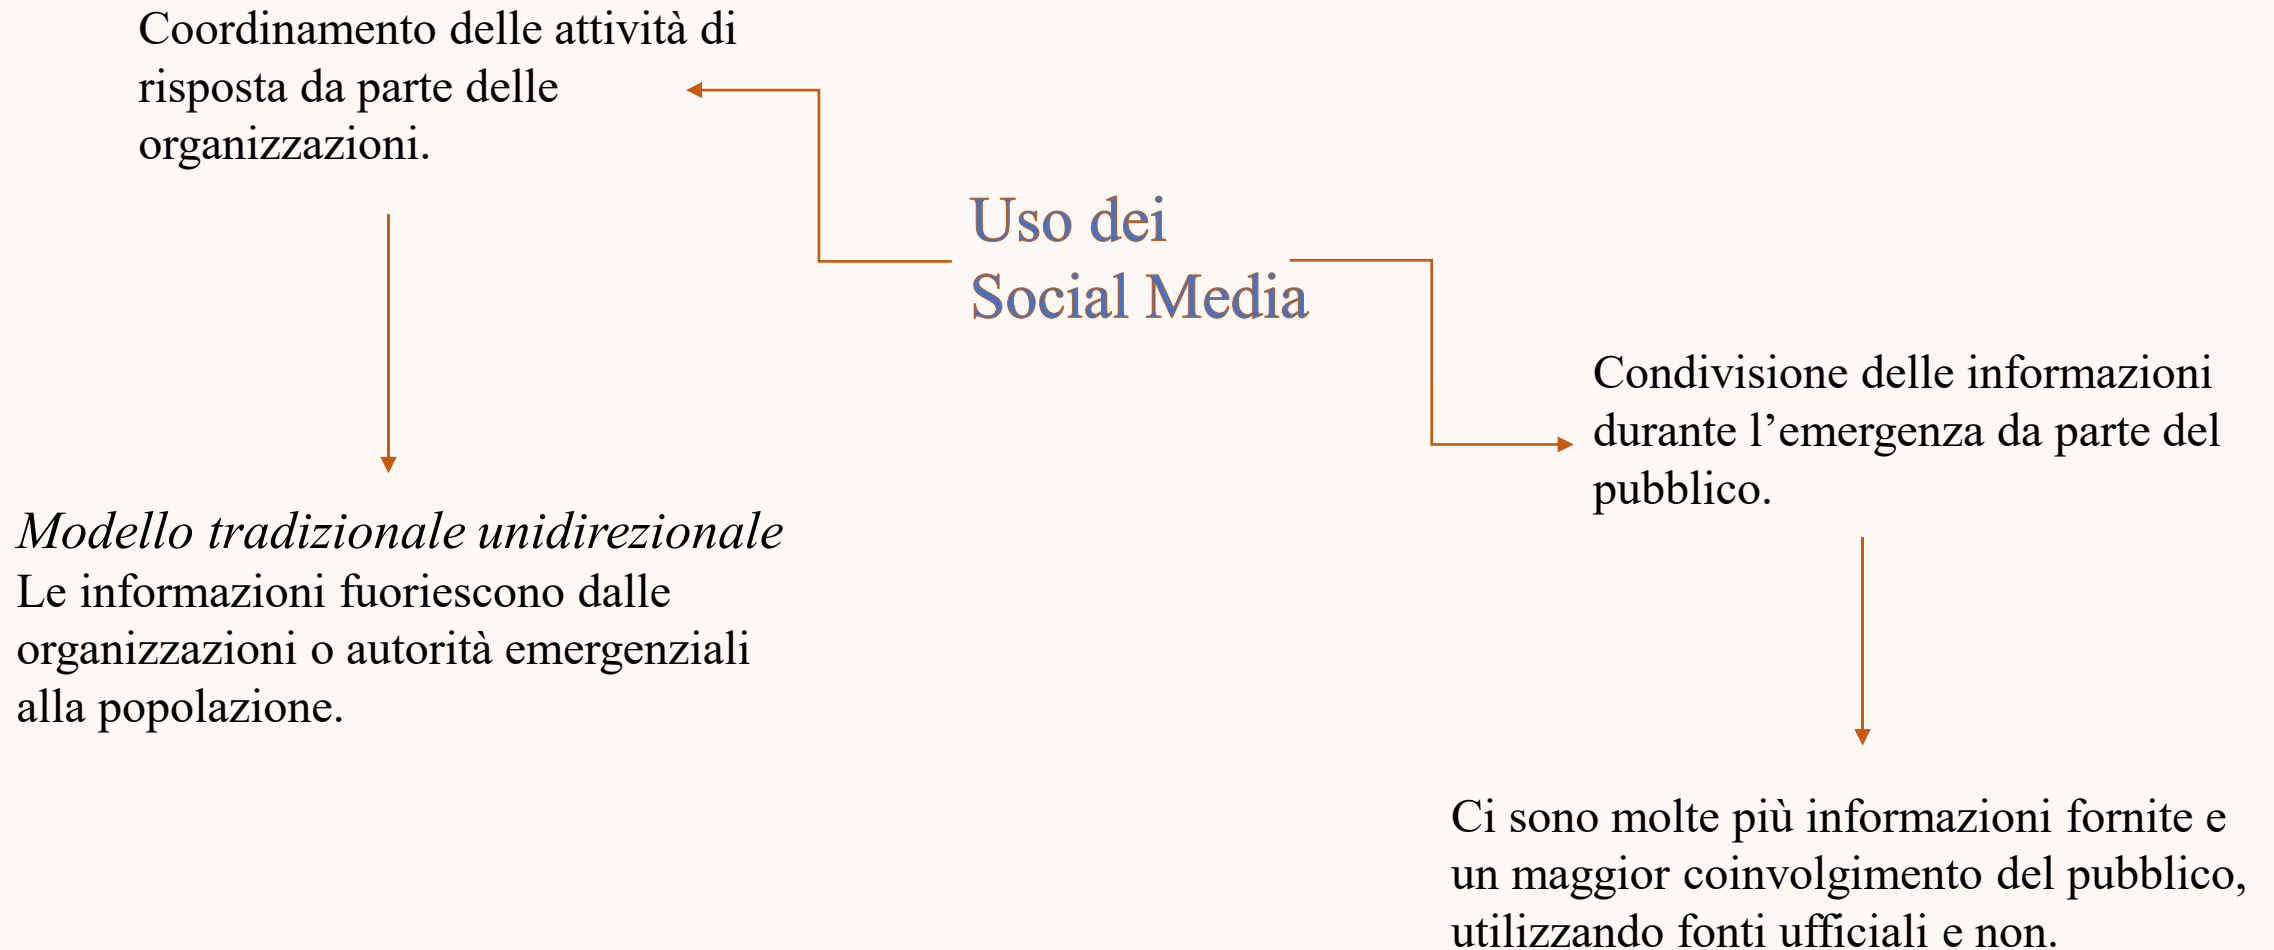 Coordinamento delle attività di
risposta da parte delle
organizzazioni.
Uso dei
Social Media
Condivisione delle informazioni
durante l’emergenza da parte del
pubblico.
Modello tradizionale unidirezionale
Le informazioni fuoriescono dalle
organizzazioni o autorità emergenziali
alla popolazione.
Ci sono molte più informazioni fornite e
un maggior coinvolgimento del pubblico,
utilizzando fonti ufficiali e non.